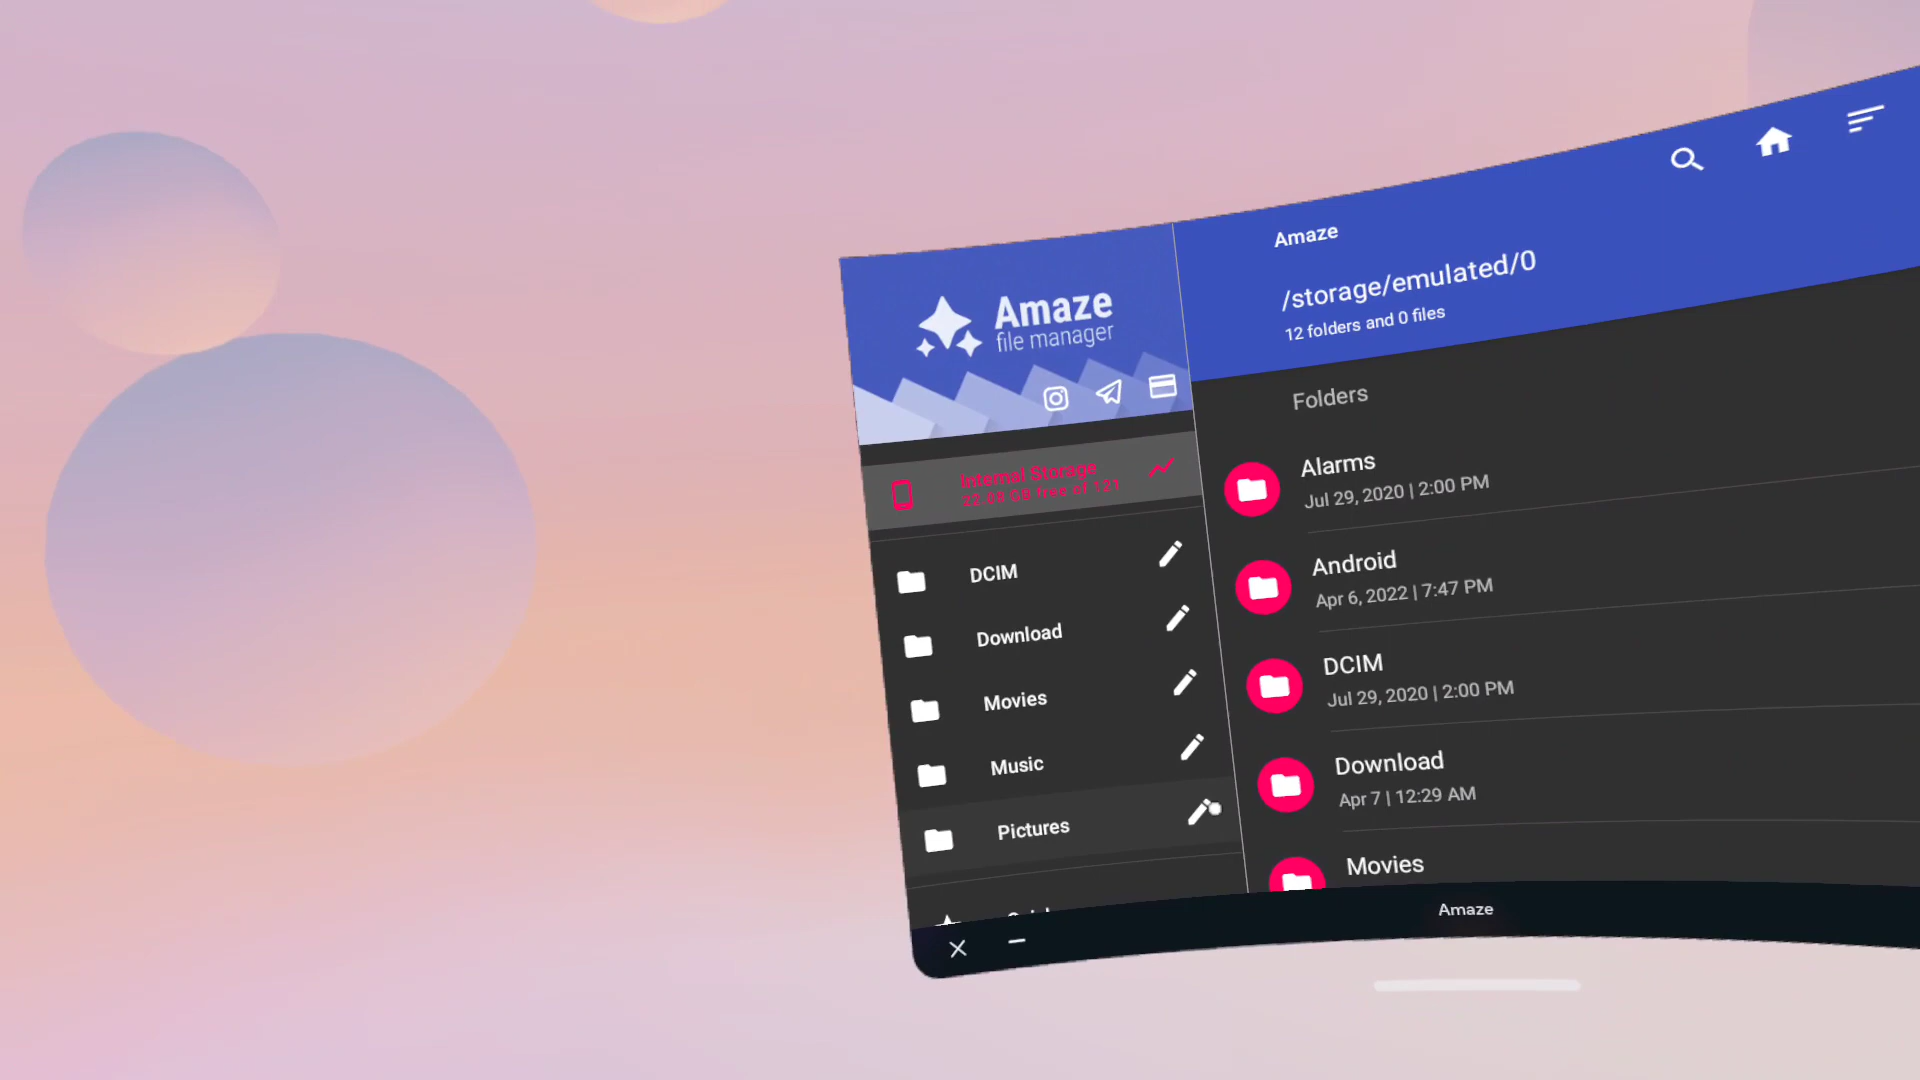 Amaze
file manager
Internal Storage
DCIM
Download
Movies
Music
Pictures
Amaze
/storage/emulated/0
12 folders and 0 files
Folders
Alarms
Jul 29, 2020 | 2:00 PM
Android
Apr 6, 2022 | 7:47 PM
DCIM
Jul 29, 2020 | 2:00 PM
Download
Apr 7 | 12:29 AM
Movies
Amaze